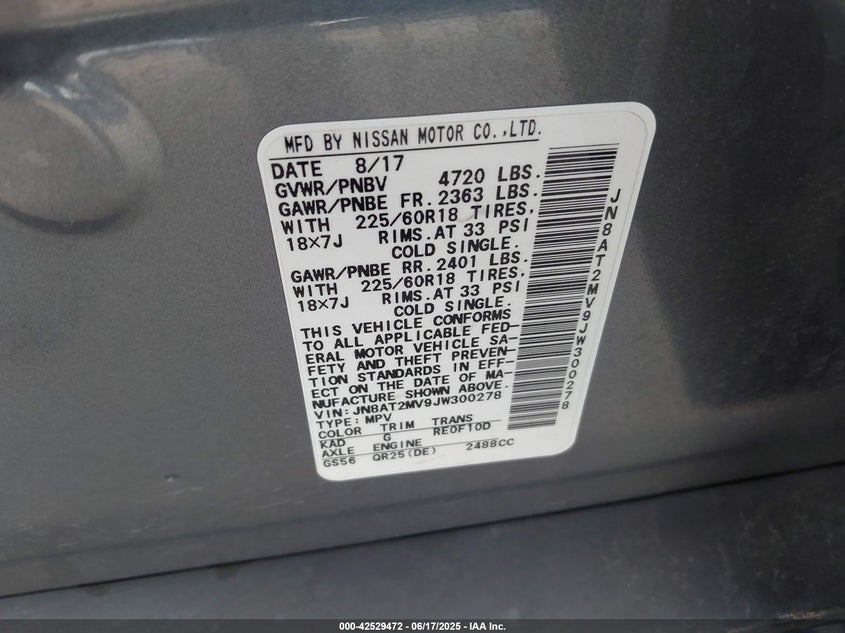 MFD BY NISSAN MOTOR CO.,LTD.
DATE 8/17
GVWR/PNBV 4720 LBS.
GAWR/PNBE FR. 2363 LBS.
WITH 225/60R18 TIRES,
18×7J RIMS.AT 33 PSI
COLD SINGLE.
GAWR/PNBE RR. 2401 LBS.
WITH 225/60R18 TIRES,
18×7J RIMS.AT 33 PSI
COLD SINGLE.
THIS VEHICLE CONFORMS
TO ALL APPLICABLE FED-
ERAL MOTOR VEHICLE SA-
FETY AND THEFT PREVEN-
TION STANDARDS IN EFF-
ECT ON THE DATE OF MA-
NUFACTURE SHOWN ABOVE.
VIN: JN8AT2MV9JW300278
TYPE: MPV
COLOR TRIM TRANS
KAD G RE0F10D
AXLE ENGINE
GS56 QR25(DE) 2488CC
JN8AT2MV9JW300278
000-42529472 - 06/17/2025 - IAA Inc.